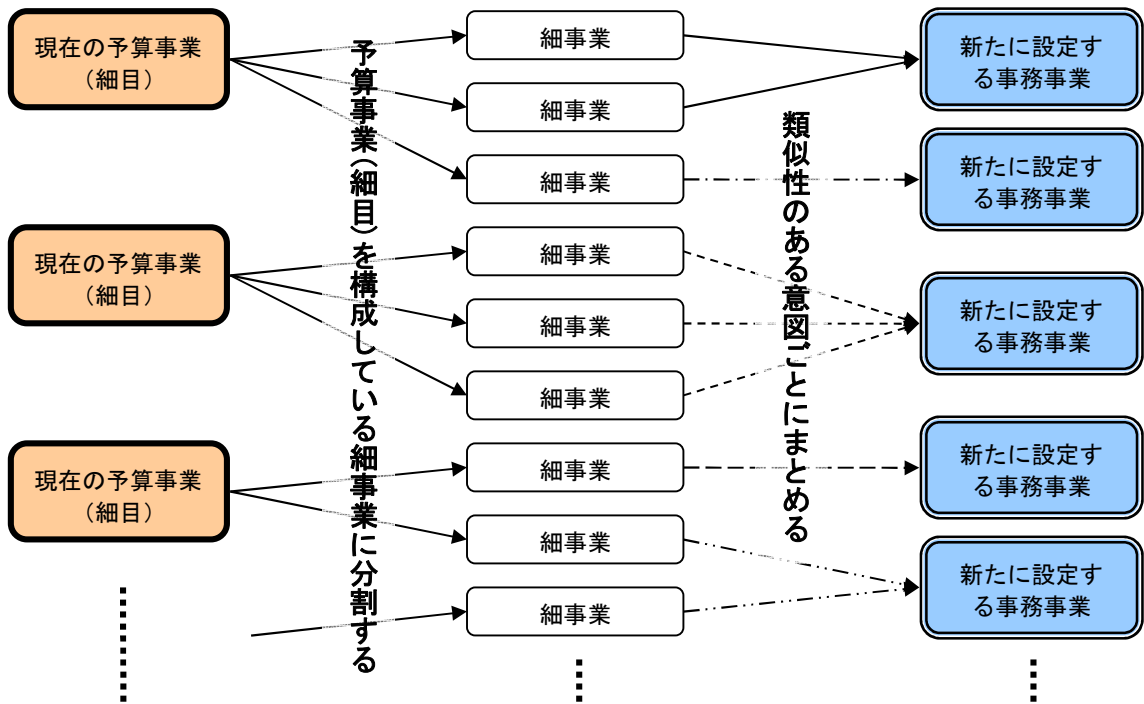 現在の予算事業
（細目）
現在の予算事業
（細目）
現在の予算事業
（細目）
予算事業（細目）を構成している細事業に分割する
細事業
細事業
細事業
細事業
細事業
細事業
細事業
細事業
細事業
類似性のある意図ごとにまとめる
新たに設定す
る事務事業
新たに設定す
る事務事業
新たに設定す
る事務事業
新たに設定す
る事務事業
新たに設定す
る事務事業